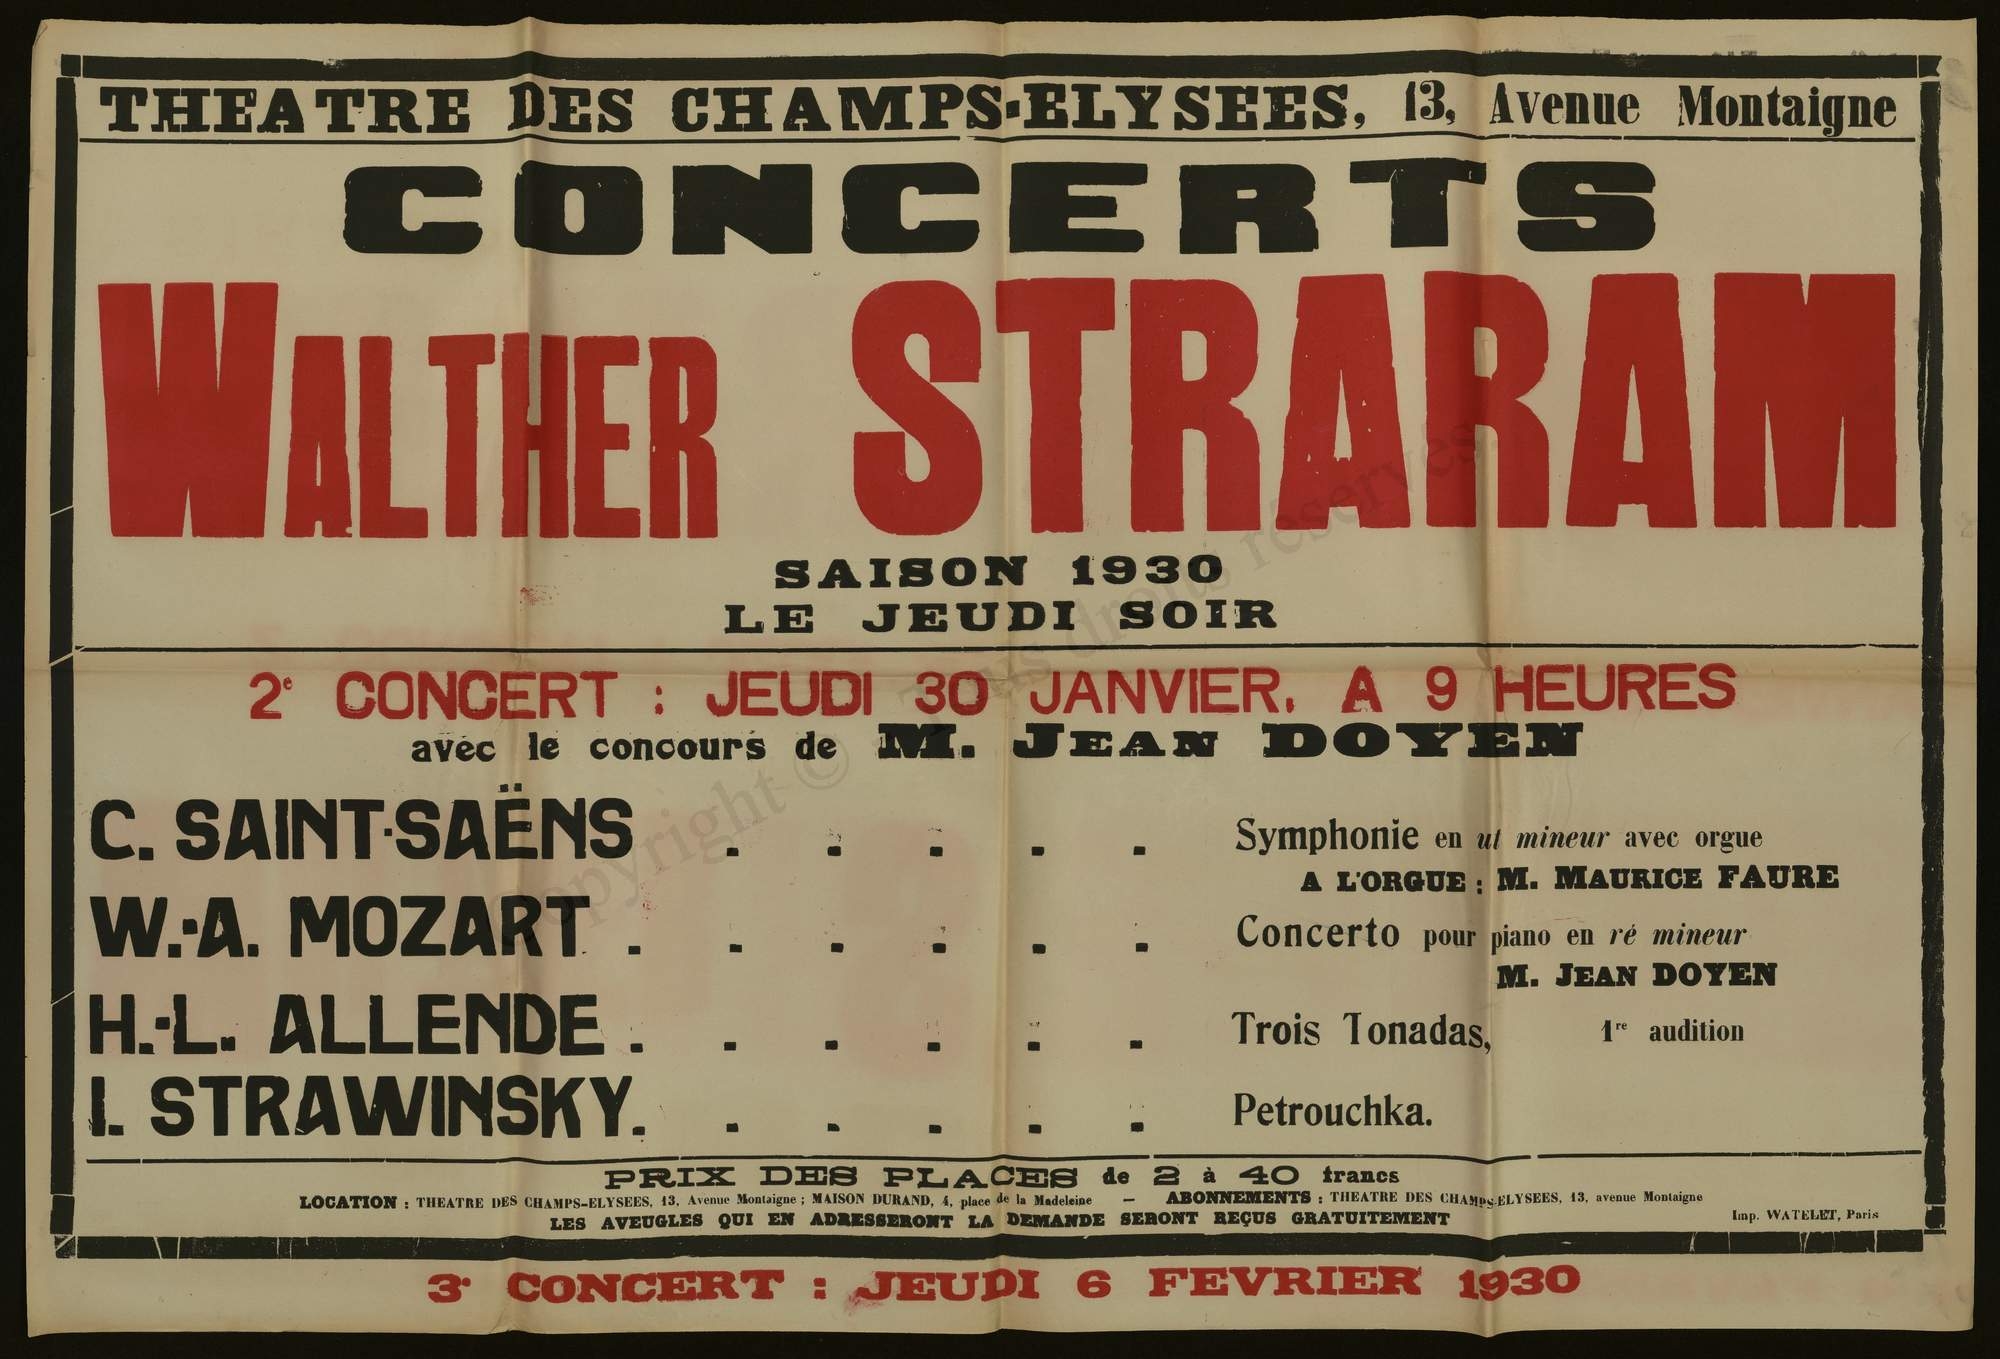 THEATRE DES CHAMPS-ELYSEES, 13, Avenue Montaigne
CONCERTS
WALTHER STRARAM
SAISON 1930
LE JEUDI SOIR
2e CONCERT : JEUDI 30 JANVIER, A 9 HEURES
avec le concours de M. JEAN DOYEN
C. SAINT-SAËNS . . . . . Symphonie en ut mineur avec orgue
A L'ORGUE : M. MAURICE FAURE
W.-A. MOZART . . . . . . Concerto pour piano en ré mineur
M. JEAN DOYEN
H.-L. ALLENDE . . . . . . Trois Tonadas, 1re audition
I. STRAWINSKY . . . . . . Petrouchka.
PRIX DES PLACES de 2 à 40 francs
LOCATION : THEATRE DES CHAMPS-ELYSEES, 13, Avenue Montaigne ; MAISON DURAND, 4, place de la Madeleine — ABONNEMENTS : THEATRE DES CHAMPS-ELYSEES, 13, avenue Montaigne
LES AVEUGLES QUI EN ADRESSERONT LA DEMANDE SERONT REÇUS GRATUITEMENT
Imp. WATELET, Paris
3e CONCERT : JEUDI 6 FEVRIER 1930
Copyright © Tous droits réservés.